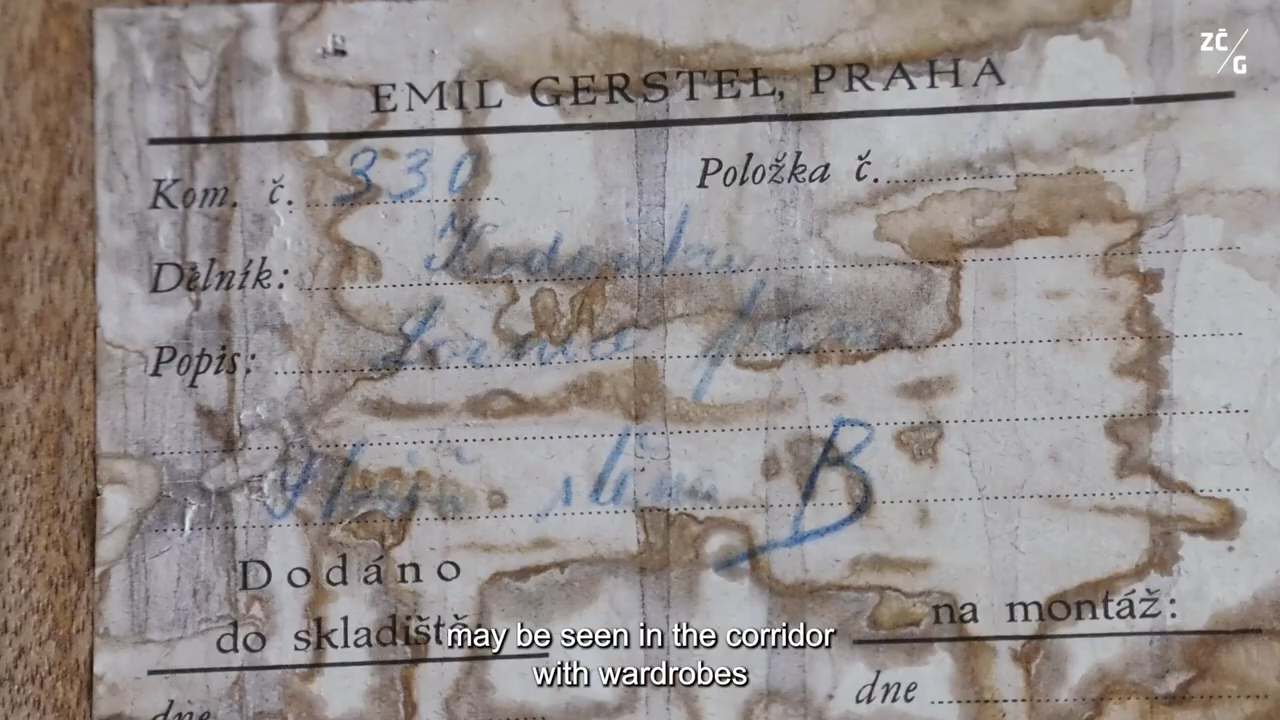 ZČ
G
EMIL GERSTEL, PRAHA
Kom. č. 330 Položka č.
Dělník:
Popis:
B
Dodáno
do skladiště: na montáž:
may be seen in the corridor
with wardrobes
dne dne